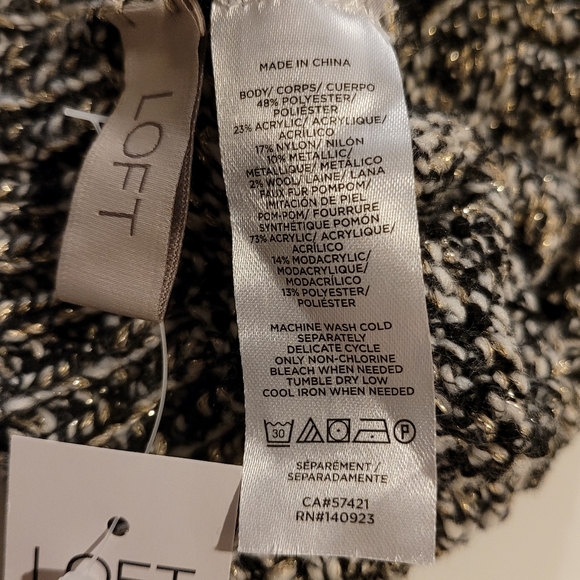 LOFT
MADE IN CHINA
BODY/ CORPS/ CUERPO
48% POLYESTER/
POLIÉSTER
23% ACRYLIC/ ACRYLIQUE/
ACRÍLICO
17% NYLON/ NILÓN
10% METALLIC/
METALLIQUE/ METÁLICO
2% WOOL/ LAINE/ LANA
FAUX FUR POMPOM/
IMITACIÓN DE PIEL
POM-POM/ FOURRURE
SYNTHÉTIQUE POMÓN
73% ACRYLIC/ ACRYLIQUE/
ACRÍLICO
14% MODACRYLIC/
MODACRYLIQUE/
MODACRÍLICO
13% POLYESTER/
POLIÉSTER
MACHINE WASH COLD
SEPARATELY
DELICATE CYCLE
ONLY NON-CHLORINE
BLEACH WHEN NEEDED
TUMBLE DRY LOW
COOL IRON WHEN NEEDED
30 P
SÉPARÉMENT/
SEPARADAMENTE
CA#57421
RN#140923
LOFT